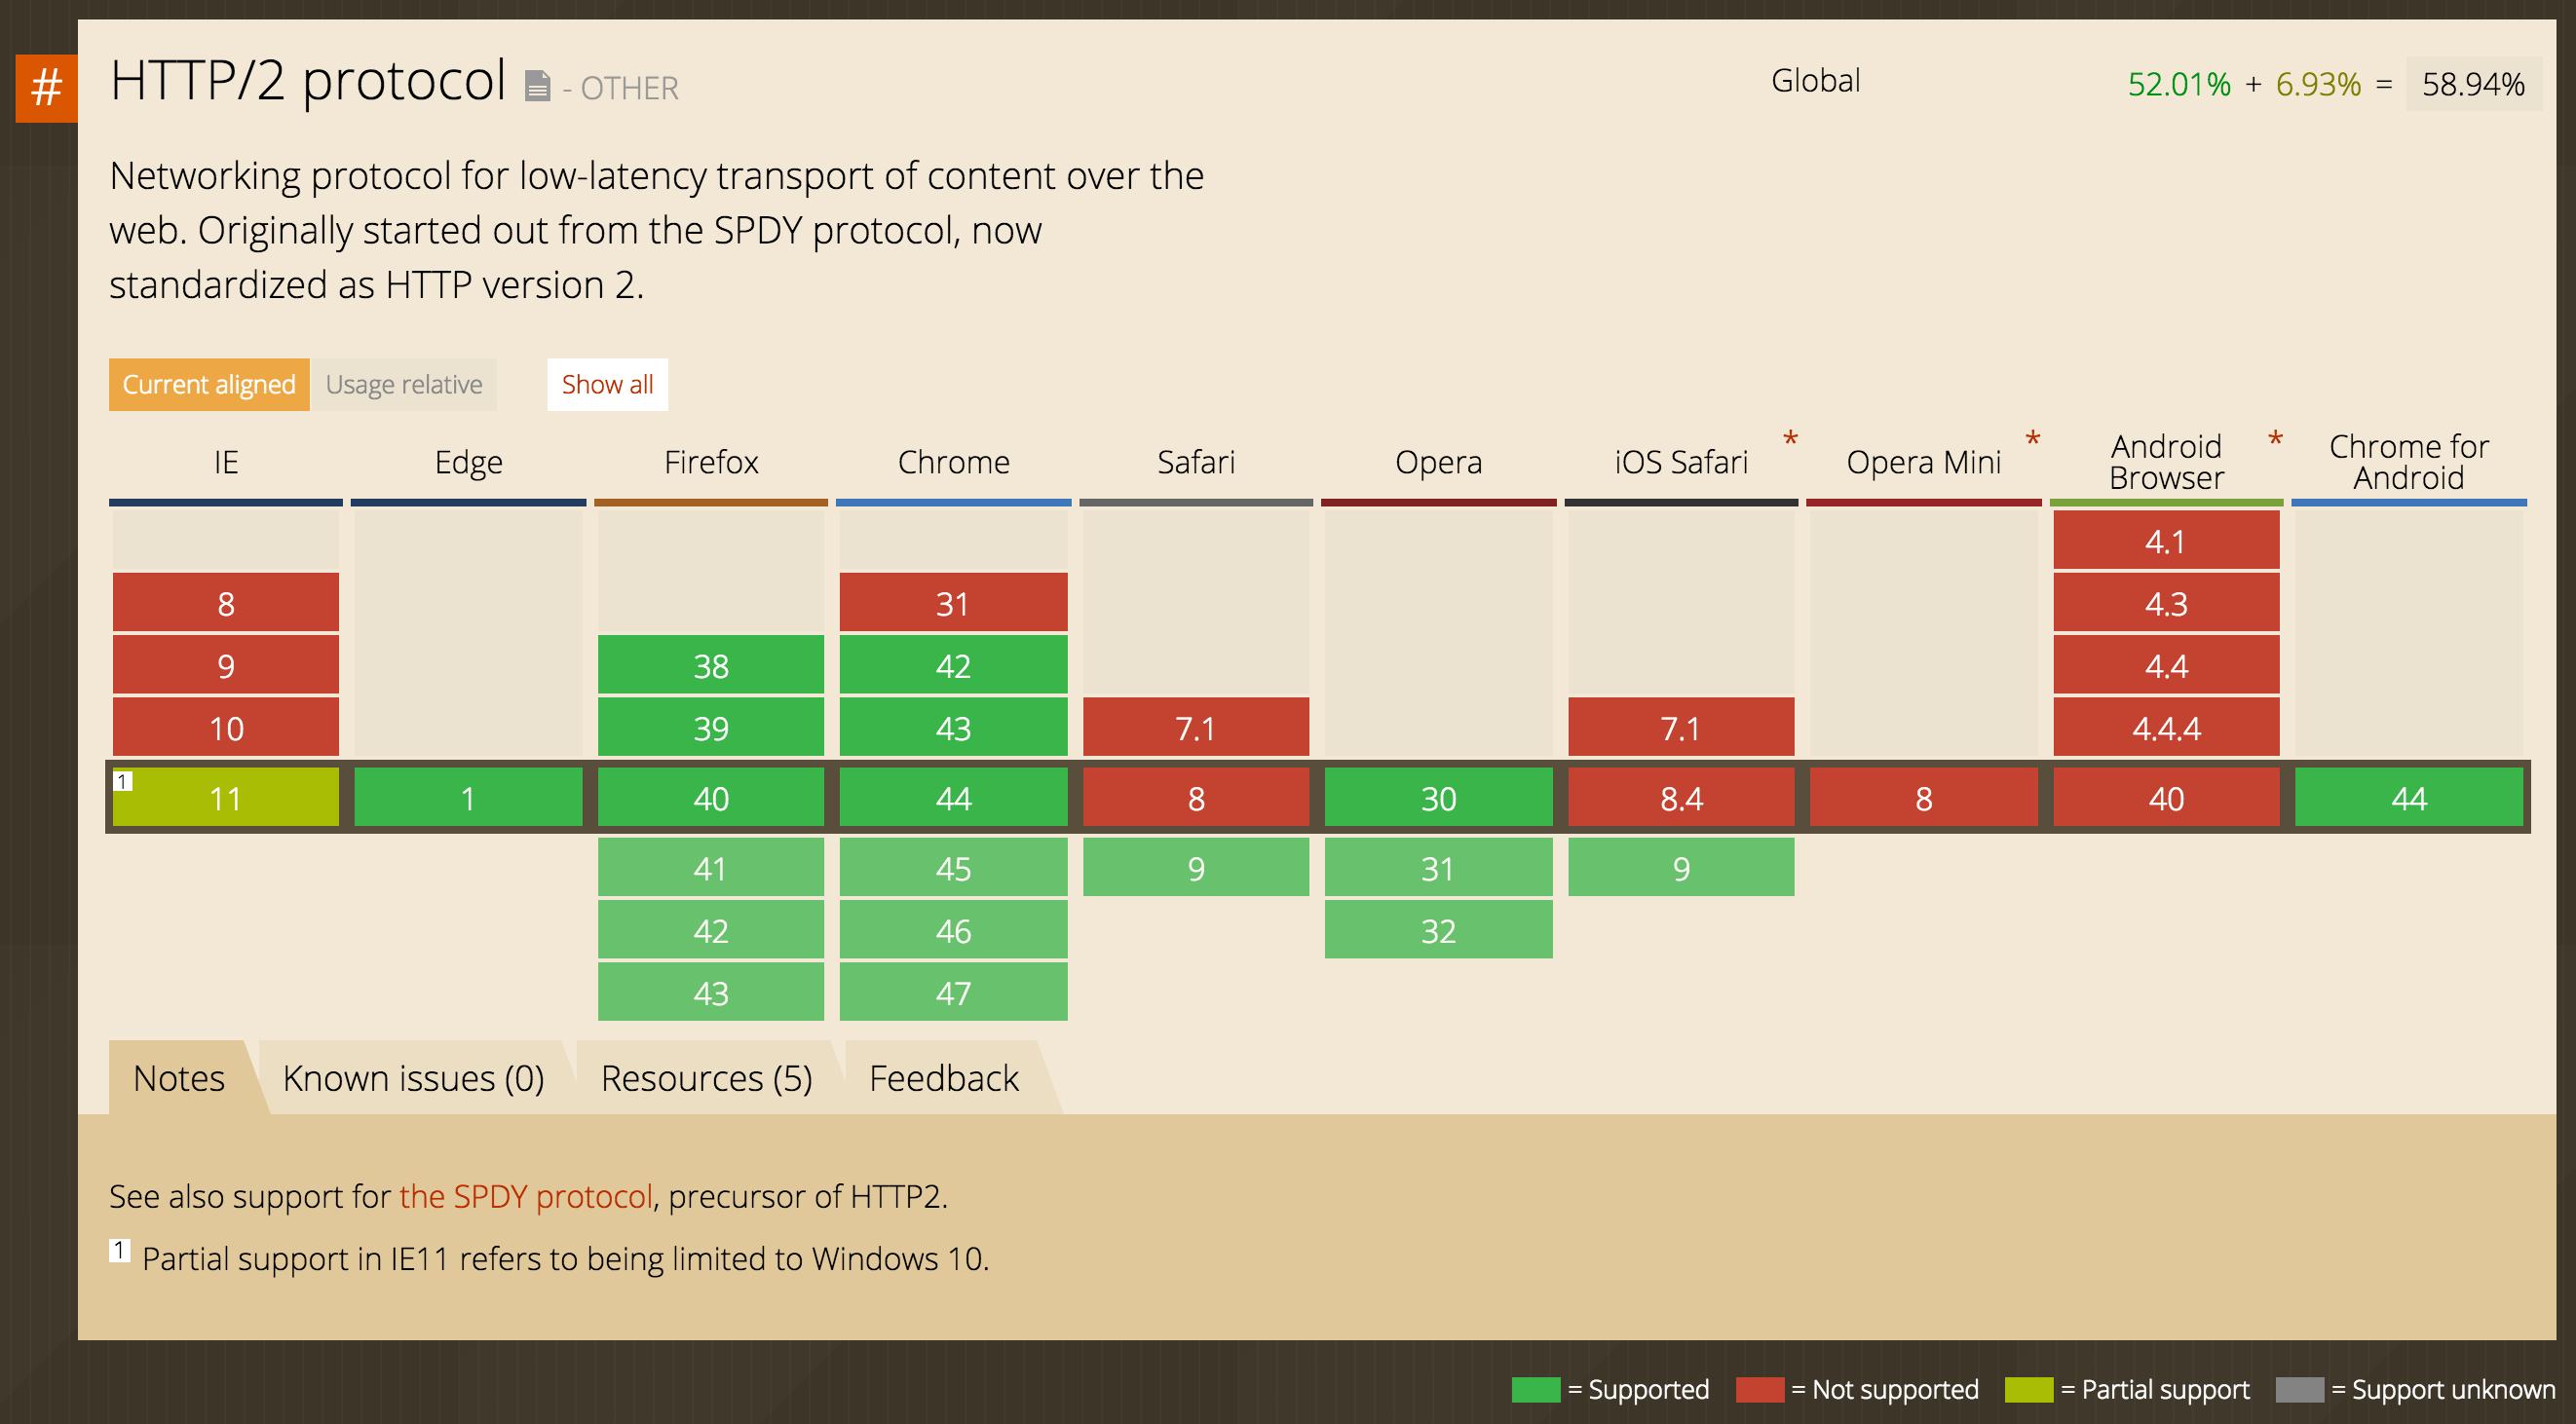 #
HTTP/2 protocol - OTHER
Global
52.01% + 6.93% = 58.94%
Networking protocol for low-latency transport of content over the
web. Originally started out from the SPDY protocol, now
standardized as HTTP version 2.
Current aligned Usage relative Show all
IE Edge Firefox Chrome Safari Opera iOS Safari * Opera Mini * Android Browser * Chrome for Android
4.1
8 31 4.3
9 38 42 4.4
10 39 43 7.1 7.1 4.4.4
1 11 1 40 44 8 30 8.4 8 40 44
41 45 9 31 9
42 46 32
43 47
Notes Known issues (0) Resources (5) Feedback
See also support for the SPDY protocol, precursor of HTTP2.
1 Partial support in IE11 refers to being limited to Windows 10.
= Supported = Not supported = Partial support = Support unknown